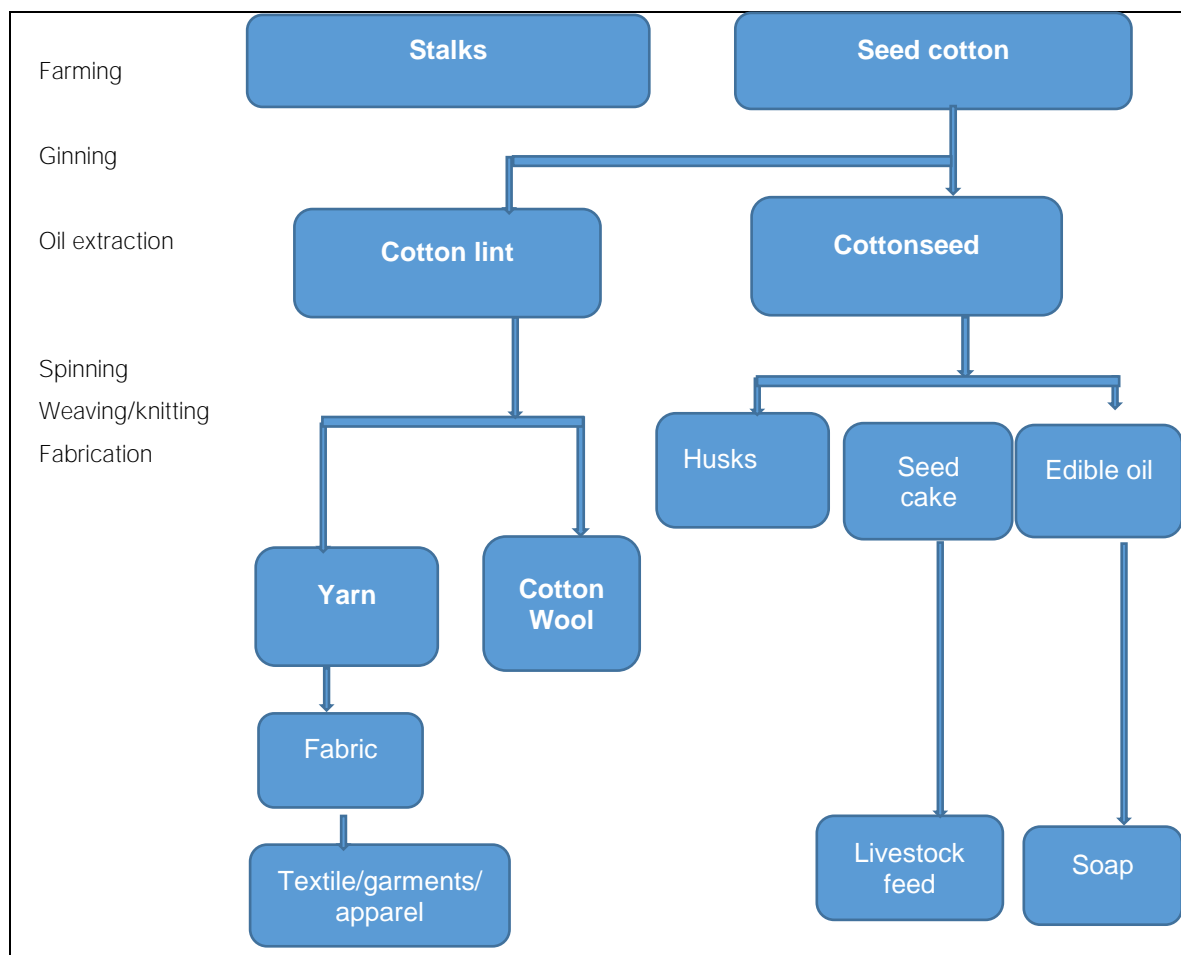 Stalks
Seed cotton
Farming
Ginning
Oil extraction
Cotton lint
Cottonseed
Spinning
Weaving/knitting
Fabrication
Husks
Seed
cake
Edible oil
Yarn
Cotton
Wool
Fabric
Textile/garments/
apparel
Livestock
feed
Soap